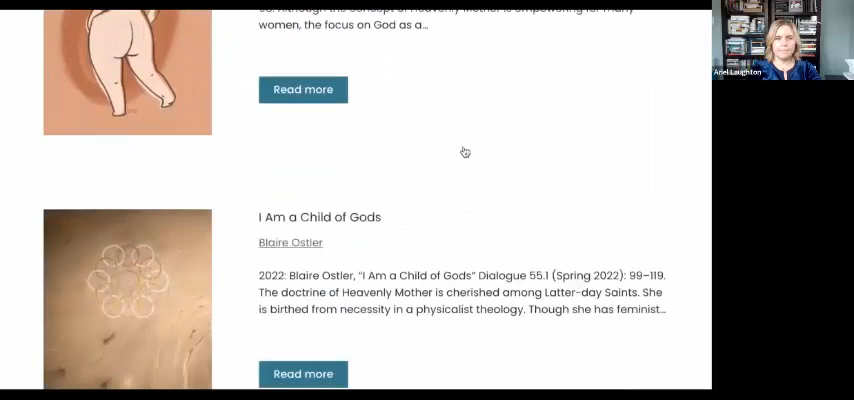 women, the focus on God as a...
Read more
Ariel Laughton
I Am a Child of Gods
Blaire Ostler
2022: Blaire Ostler, “I Am a Child of Gods” Dialogue 55.1 (Spring 2022): 99–119.
The doctrine of Heavenly Mother is cherished among Latter-day Saints. She
is birthed from necessity in a physicalist theology. Though she has feminist...
Read more